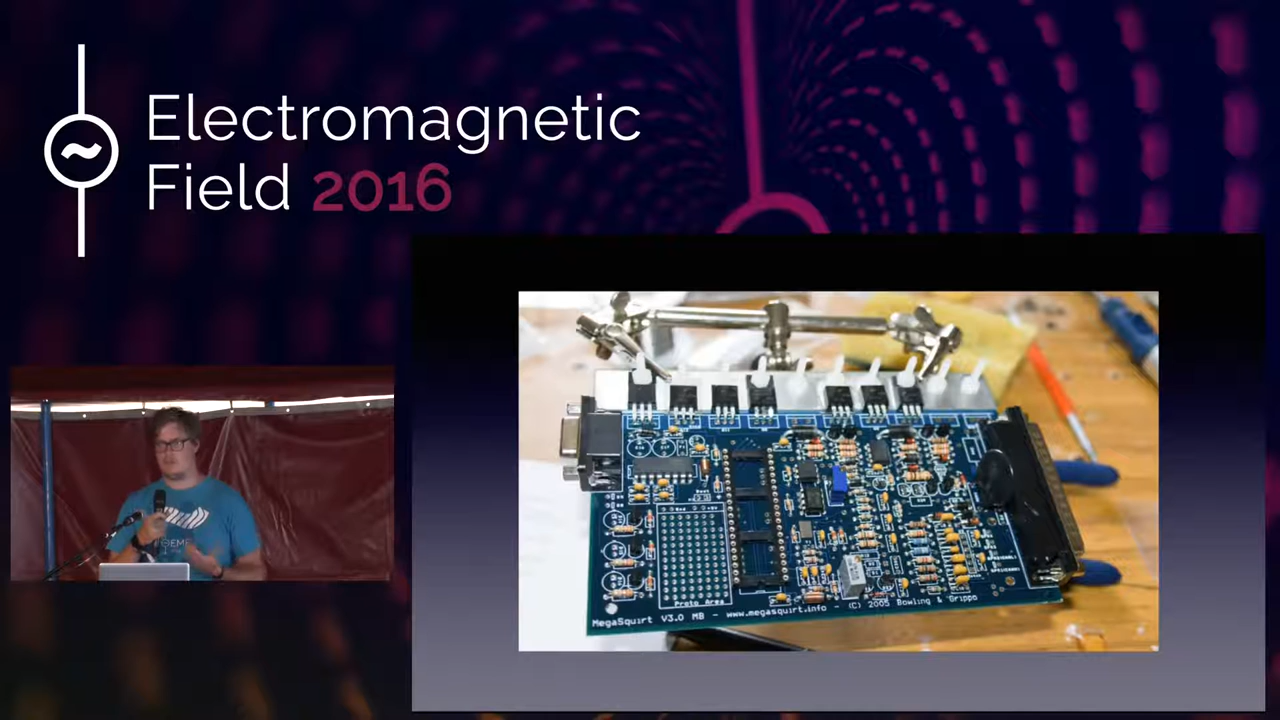 Electromagnetic
Field 2016
Proto Area
MegaSquirt V3.0 MB - www.megasquirt.info - (C) 2005 Bowling & Grippo